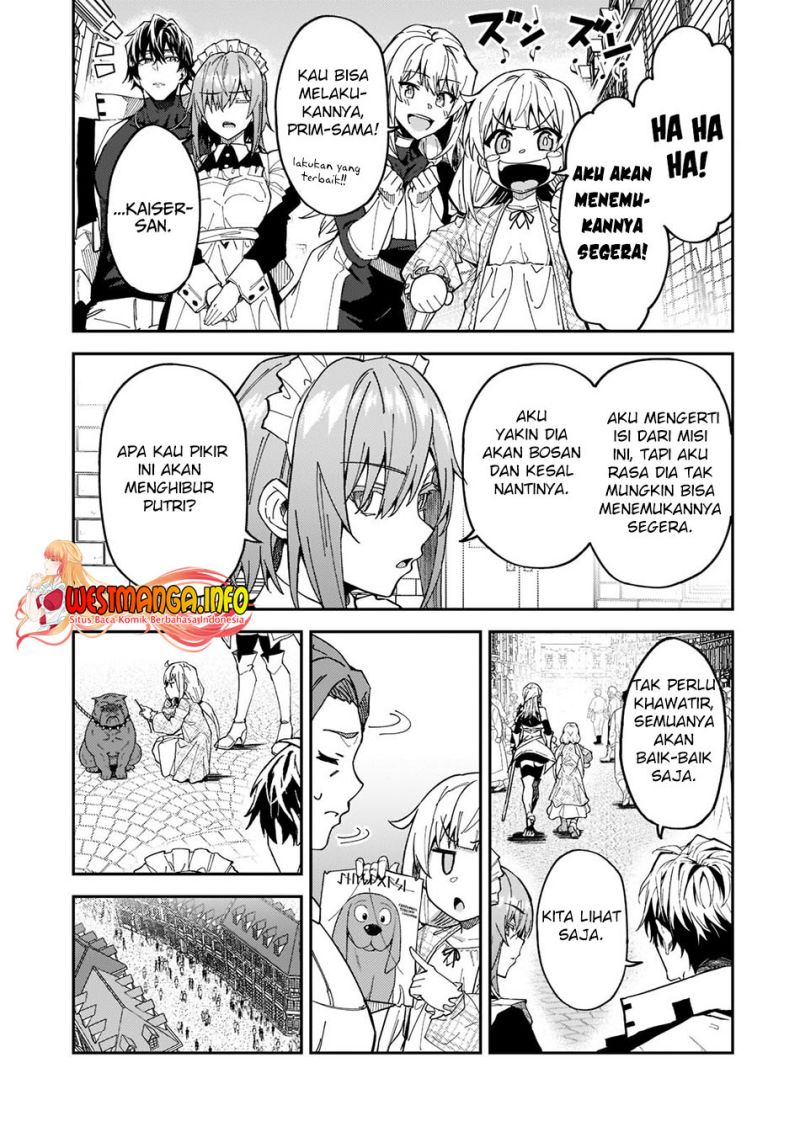 ズン
ズン
HA HA
HA!
AKU AKAN
MENEMU-
KANNYA
SEGERA!
KAU BISA
MELAKU-
KANNYA,
PRIM-SAMA!
lakukan yang
terbaik!!
...KAISER-
SAN.
AKU MENGERTI
ISI DARI MISI
INI, TAPI AKU
RASA DIA TAK
MUNGKIN BISA
MENEMUKANNYA
SEGERA.
AKU
YAKIN DIA
AKAN BOSAN
DAN KESAL
NANTINYA.
APA KAU PIKIR
INI AKAN
MENGHIBUR
PUTRI?
WESTMANGA.INFO
Situs Baca Komik Berbahasa Indonesia
TAK PERLU
KHAWATIR,
SEMUANYA
AKAN
BAIK-BAIK
SAJA.
KITA LIHAT
SAJA.